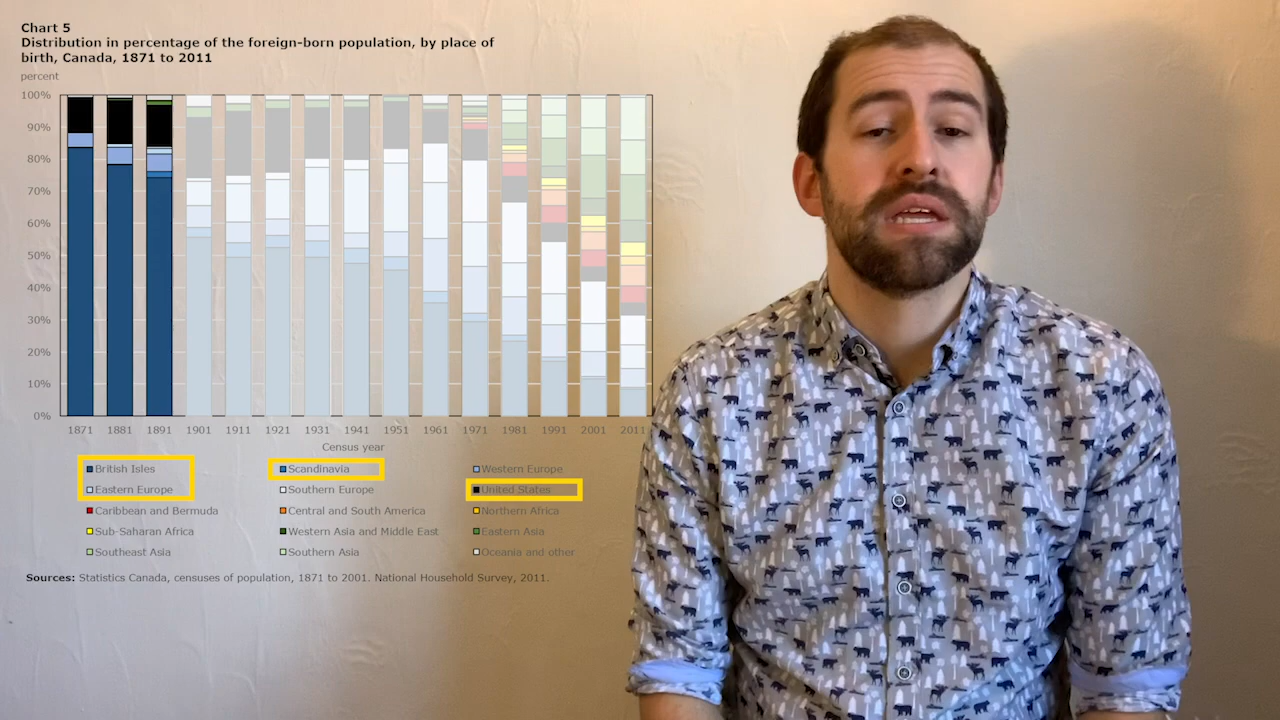 Chart 5
Distribution in percentage of the foreign-born population, by place of
birth, Canada, 1871 to 2011
percent
100%
90%
80%
70%
60%
50%
40%
30%
20%
10%
0%
1871 1881 1891 1901 1911 1921 1931 1941 1951 1961 1971 1981 1991 2001 2011
Census year
British Isles Scandinavia Western Europe
Eastern Europe Southern Europe United States
Caribbean and Bermuda Central and South America Northern Africa
Sub-Saharan Africa Western Asia and Middle East Eastern Asia
Southeast Asia Southern Asia Oceania and other
Sources: Statistics Canada, censuses of population, 1871 to 2001. National Household Survey, 2011.